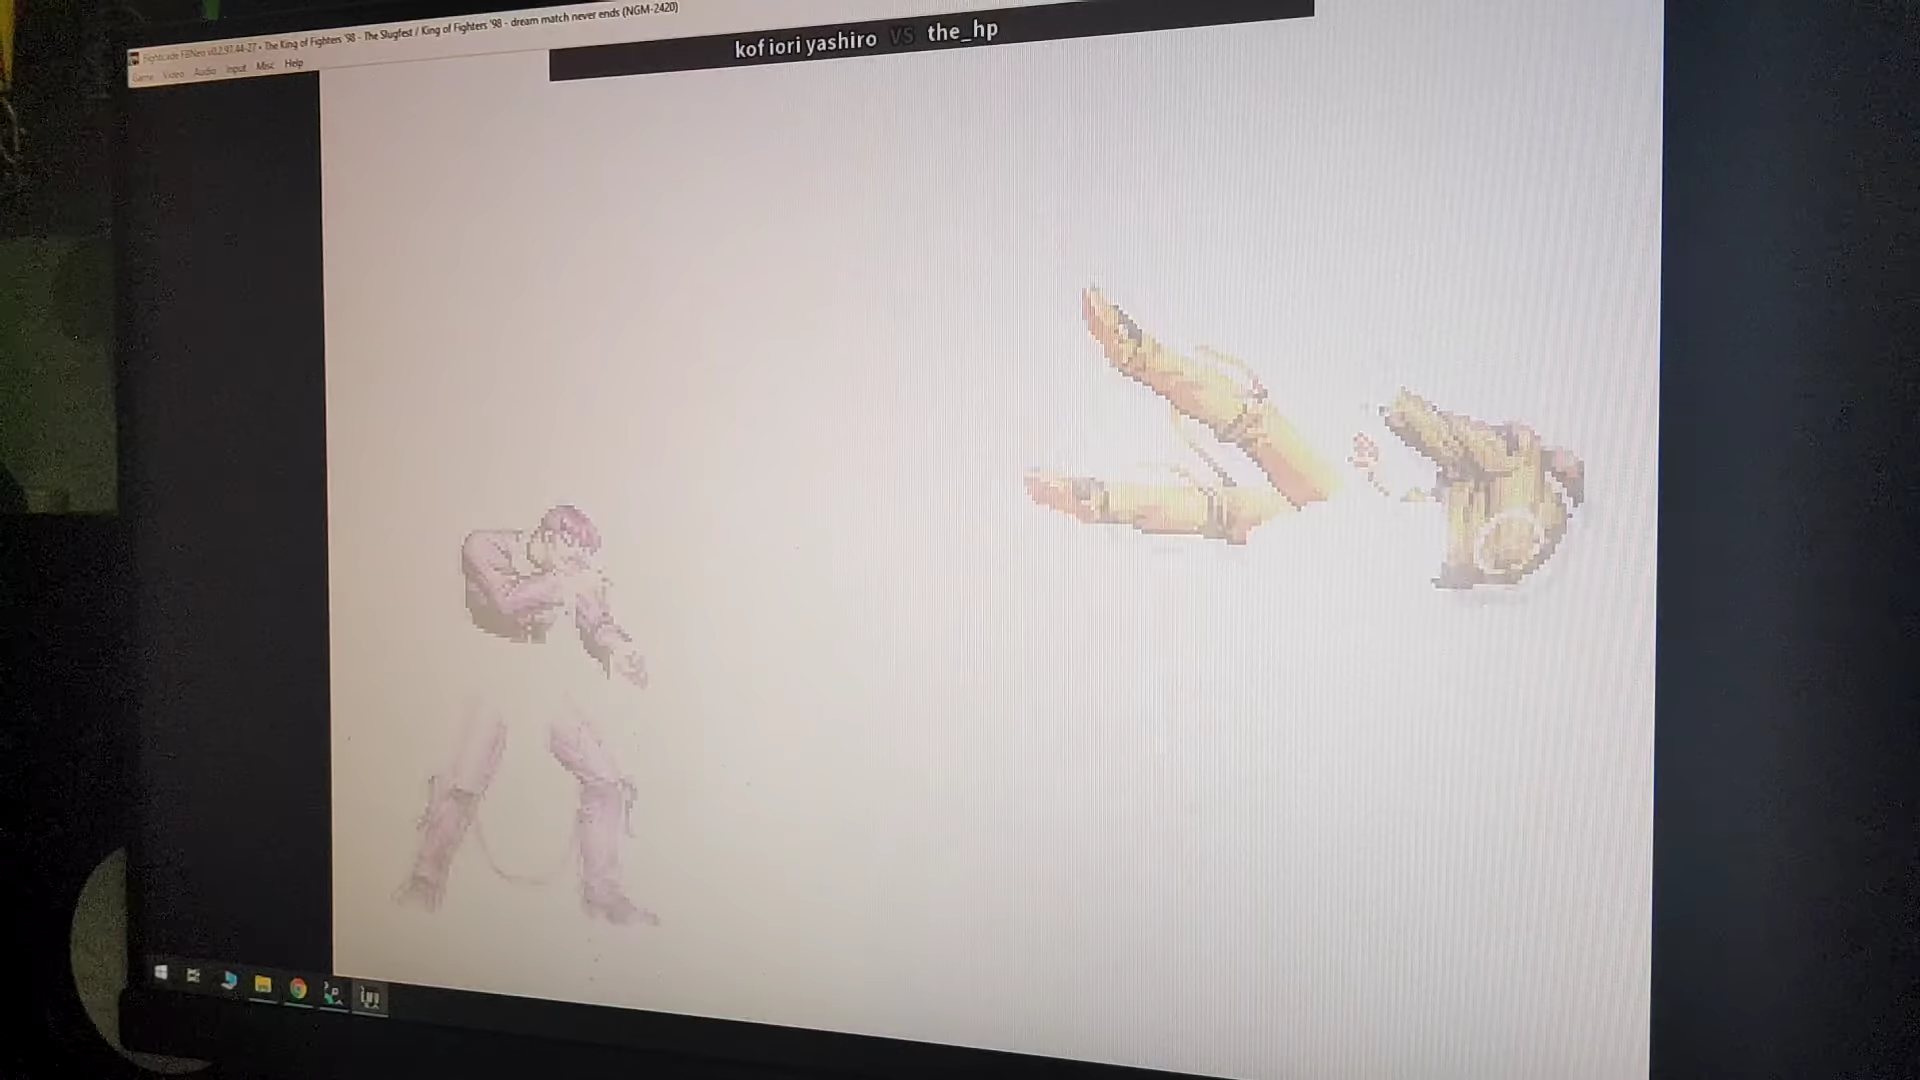 Fightcade FBNeo v0.2.97.44-27 • The King of Fighters '98 - The Slugfest / King of Fighters '98 - dream match never ends (NGM-2420)
Game Video Audio Input Misc Help
kof iori yashiro VS the_hp